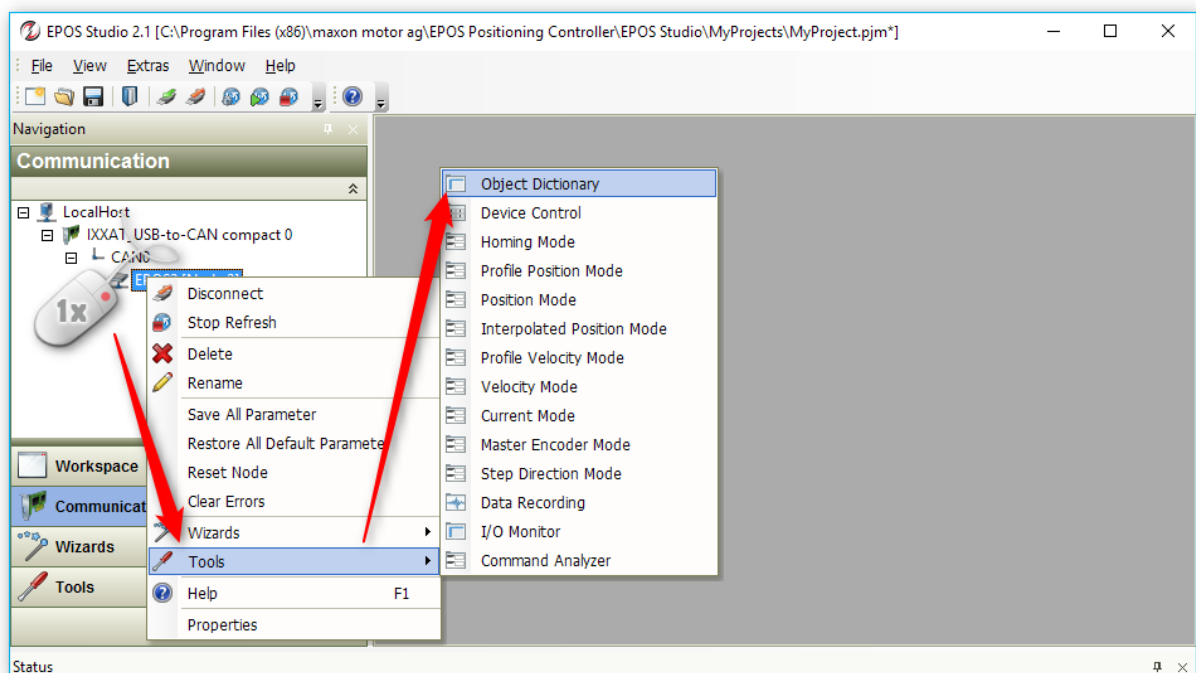 EPOS Studio 2.1 [C:\Program Files (x86)\maxon motor ag\EPOS Positioning Controller\EPOS Studio\MyProjects\MyProject.pjm*]
File View Extras Window Help
Navigation
Communication
LocalHost
IXXAT_USB-to-CAN compact 0
CAN0
1x
Disconnect
Stop Refresh
Delete
Rename
Save All Parameter
Restore All Default Paramete
Reset Node
Clear Errors
Wizards
Tools
Help F1
Properties
Object Dictionary
Device Control
Homing Mode
Profile Position Mode
Position Mode
Interpolated Position Mode
Profile Velocity Mode
Velocity Mode
Current Mode
Master Encoder Mode
Step Direction Mode
Data Recording
I/O Monitor
Command Analyzer
Workspace
Communicat
Wizards
Tools
Status